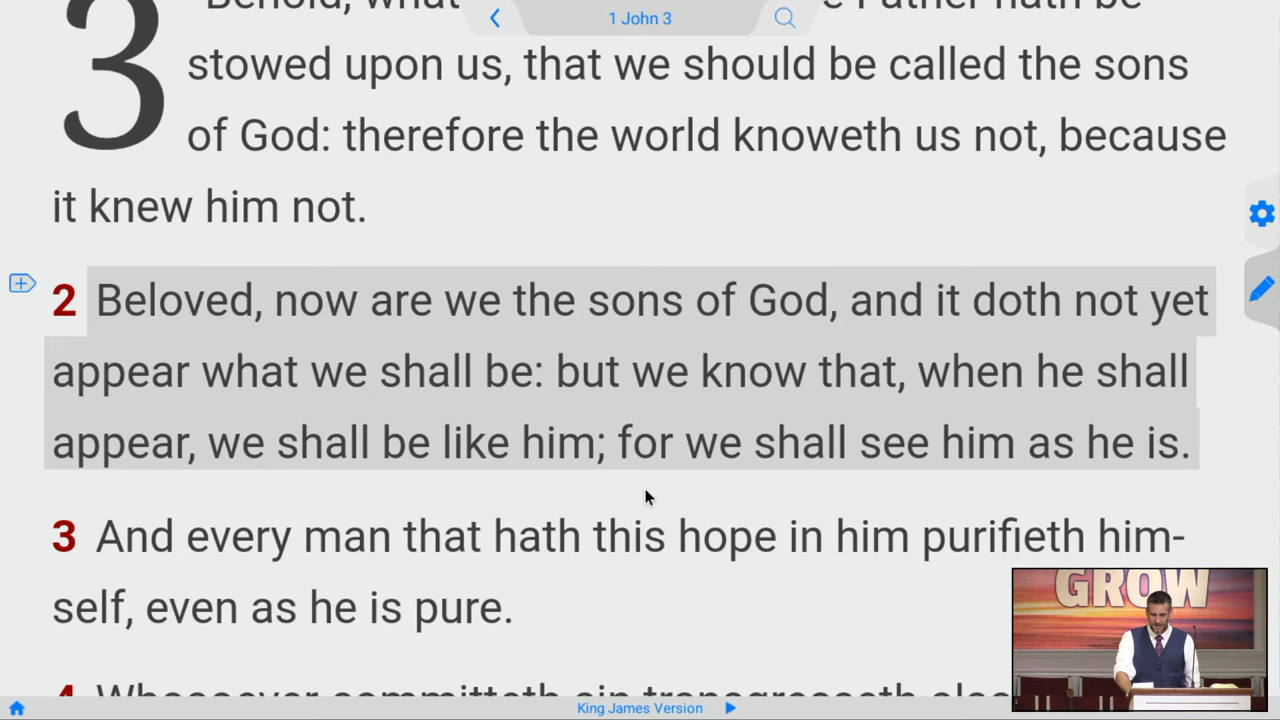 1 John 3
Behold, what
stowed upon us, that we should be called the sons
of God: therefore the world knoweth us not, because
it knew him not.
3
2 Beloved, now are we the sons of God, and it doth not yet
appear what we shall be: but we know that, when he shall
appear, we shall be like him; for we shall see him as he is.
3 And every man that hath this hope in him purifieth him-
self, even as he is pure.
GROW
King James Version